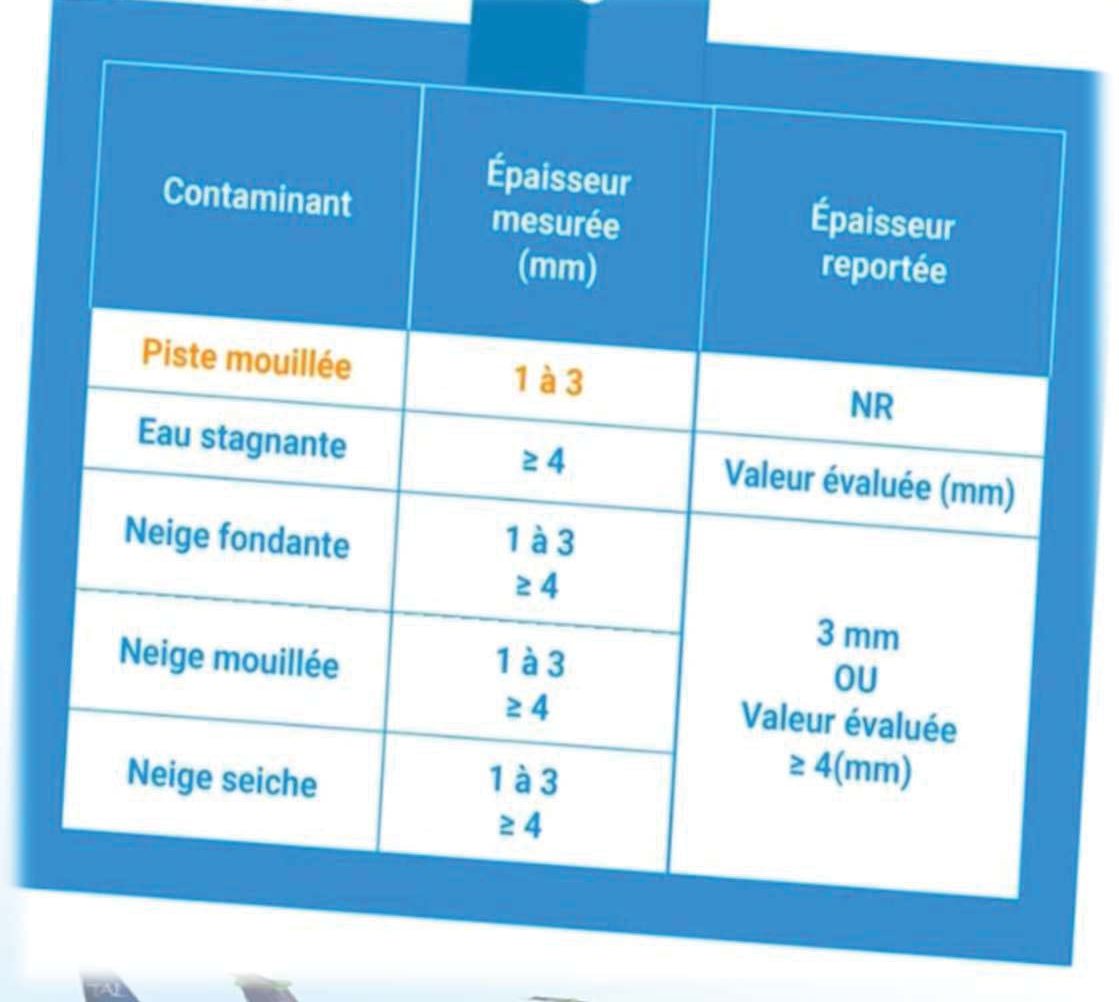 Contaminant
Épaisseur
mesurée
(mm)
Épaisseur
reportée
Piste mouillée
1 à 3
NR
Eau stagnante
≥ 4
Valeur évaluée (mm)
Neige fondante
1 à 3
≥ 4
Neige mouillée
1 à 3
≥ 4
Neige seiche
1 à 3
≥ 4
3 mm
OU
Valeur évaluée
≥ 4(mm)